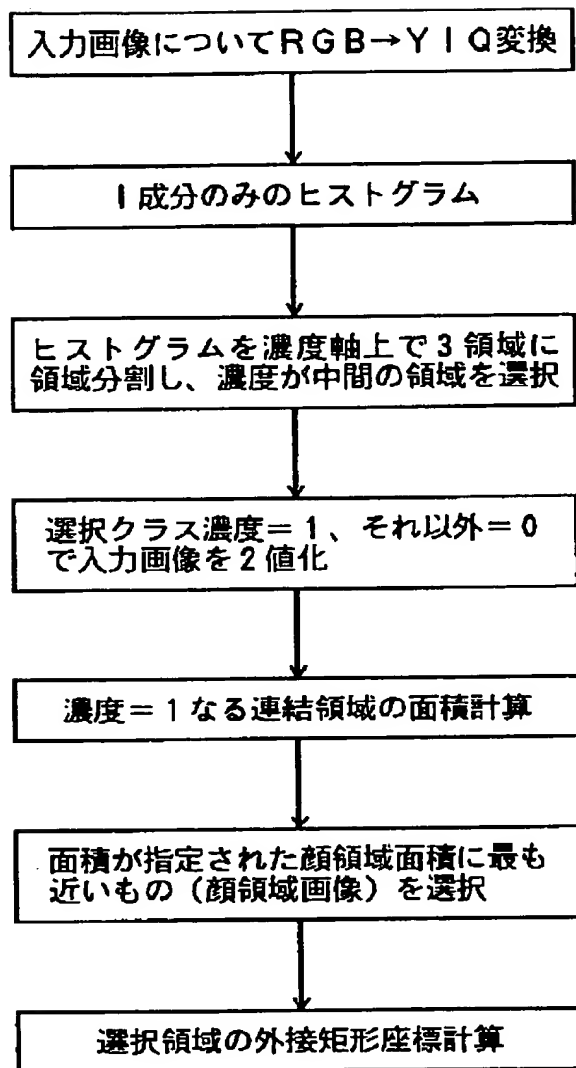 入力画像についてRGB→YIQ変換
I成分のみのヒストグラム
ヒストグラムを濃度軸上で3領域に
領域分割し、濃度が中間の領域を選択
選択クラス濃度=1、それ以外=0
で入力画像を2値化
濃度=1なる連結領域の面積計算
面積が指定された顔領域面積に最も
近いもの(顔領域画像)を選択
選択領域の外接矩形座標計算